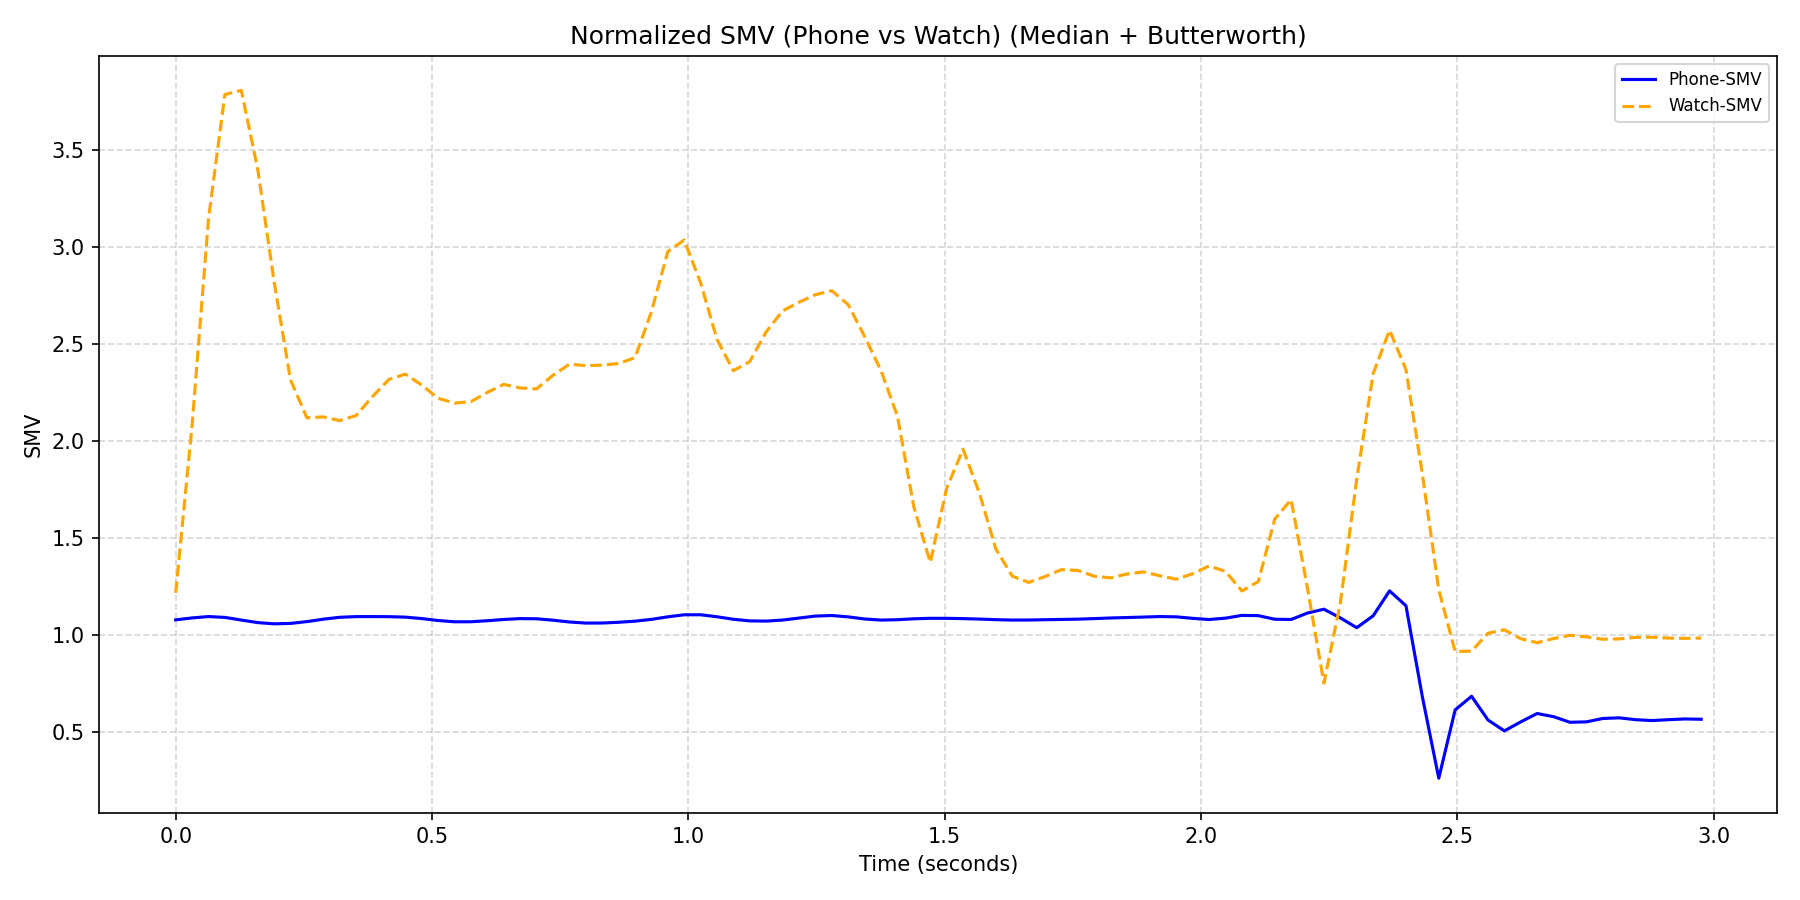 Normalized SMV (Phone vs Watch) (Median + Butterworth)
Phone-SMV
Watch-SMV
SMV
3.5
3.0
2.5
2.0
1.5
1.0
0.5
0.0 0.5 1.0 1.5 2.0 2.5 3.0
Time (seconds)